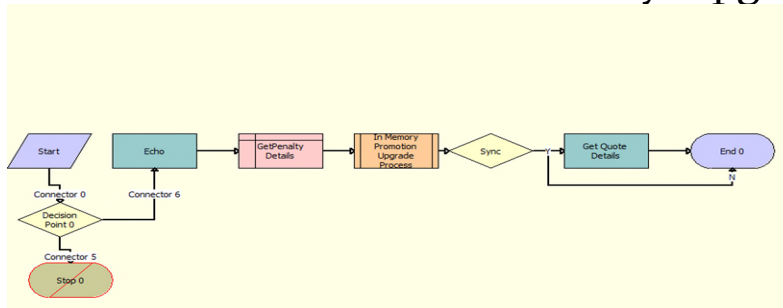 Start
Echo
GetPenalty
Details
In Memory
Promotion
Upgrade
Process
Sync
Y
Get Quote
Details
End 0
N
Connector 0
Connector 6
Decision
Point 0
Connector 5
Stop 0